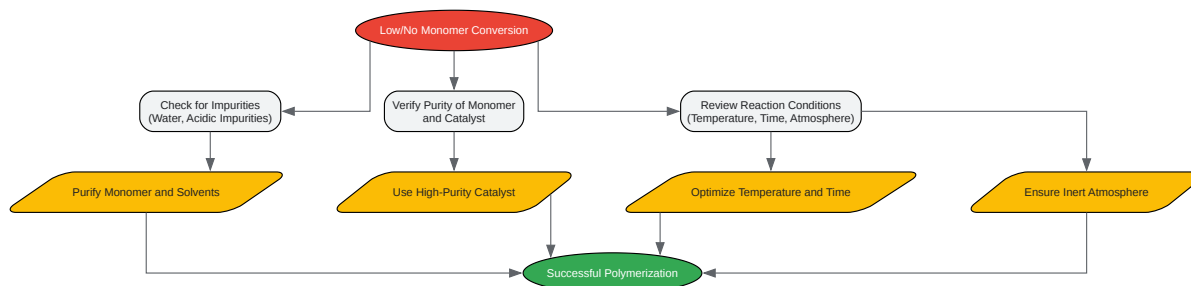 Low/No Monomer Conversion
Check for Impurities
(Water, Acidic Impurities)
Verify Purity of Monomer
and Catalyst
Review Reaction Conditions
(Temperature, Time, Atmosphere)
Purify Monomer and Solvents
Use High-Purity Catalyst
Optimize Temperature and Time
Ensure Inert Atmosphere
Successful Polymerization